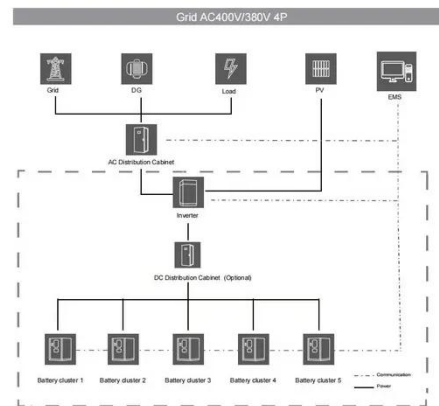 Grid AC400V/380V 4P
Grid
DG
Load
PV
EMS
AC Distribution Cabinet
Inverter
DC Distribution Cabinet (Optional)
Battery cluster 1
Battery cluster 2
Battery cluster 3
Battery cluster 4
Battery cluster 5
Communication
Power